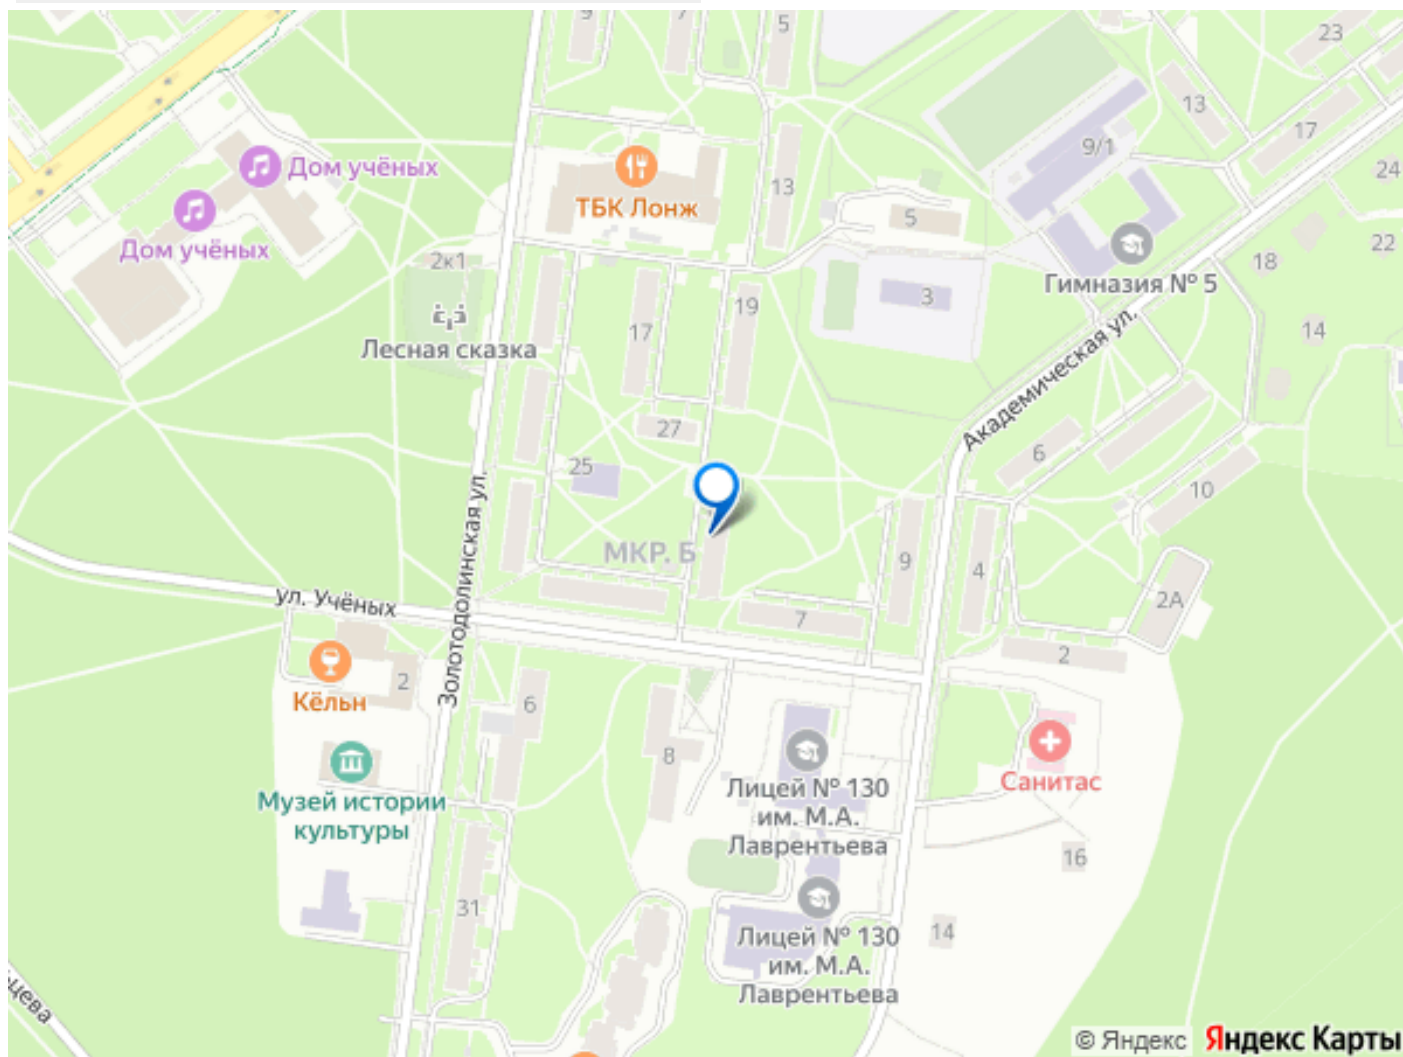 9
7
5
23
13
17
9/1
24
Дом учёных
ТБК Лонж
13
5
22
Дом учёных
2к1
18
Гимназия № 5
3
19
17
14
Лесная сказка
Академическая ул.
27
6
25
10
Золотодолинская ул.
МКР. Б
9
4
2А
ул. Учёных
7
2
Кёльн
2
6
8
Санитас
Лицей № 130
им. М.А.
Лаврентьева
Музей истории
культуры
16
31
14
Лицей № 130
им. М.А.
Лаврентьева
© Яндекс Яндекс Карты